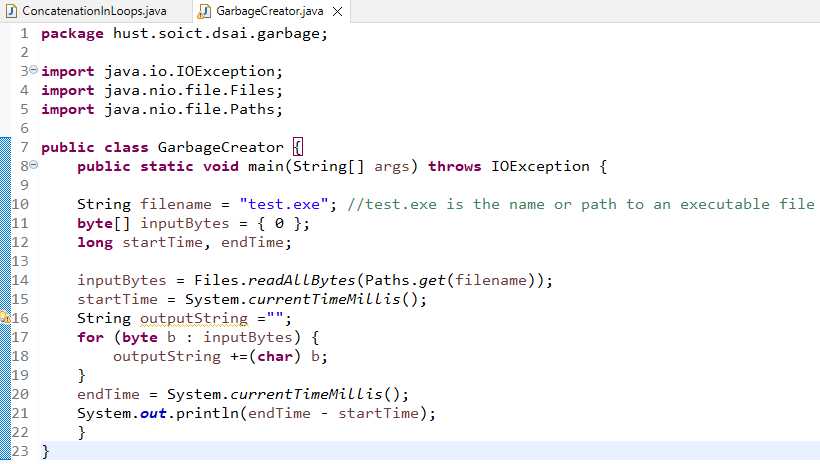 ConcatenationInLoops.java GarbageCreator.java
1 package hust.soict.dsai.garbage;
2
3 import java.io.IOException;
4 import java.nio.file.Files;
5 import java.nio.file.Paths;
6
7 public class GarbageCreator {
8     public static void main(String[] args) throws IOException {
9
10     String filename = "test.exe"; //test.exe is the name or path to an executable file
11     byte[] inputBytes = { 0 };
12     long startTime, endTime;
13
14     inputBytes = Files.readAllBytes(Paths.get(filename));
15     startTime = System.currentTimeMillis();
16     String outputString ="";
17     for (byte b : inputBytes) {
18         outputString +=(char) b;
19     }
20     endTime = System.currentTimeMillis();
21     System.out.println(endTime - startTime);
22     }
23 }